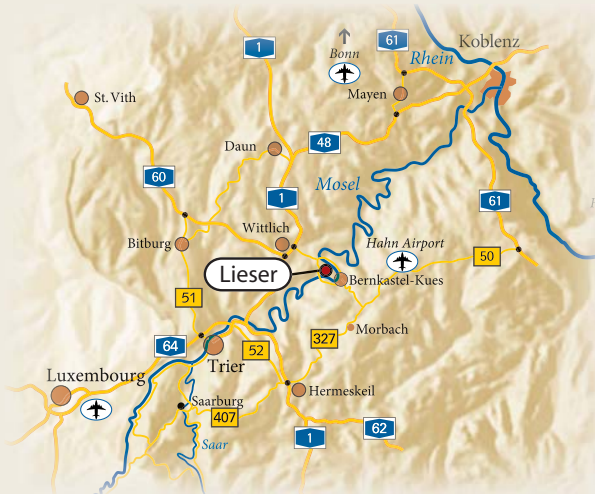 61
Koblenz
1
Bonn
Rhein
St. Vith
Mayen
Daun
48
Mosel
60
1
61
Wittlich
Bitburg
Hahn Airport
50
Lieser
Bernkastel-Kues
51
Morbach
327
64
52
Trier
Luxembourg
Hermeskeil
Saarburg
407
62
1
Saar